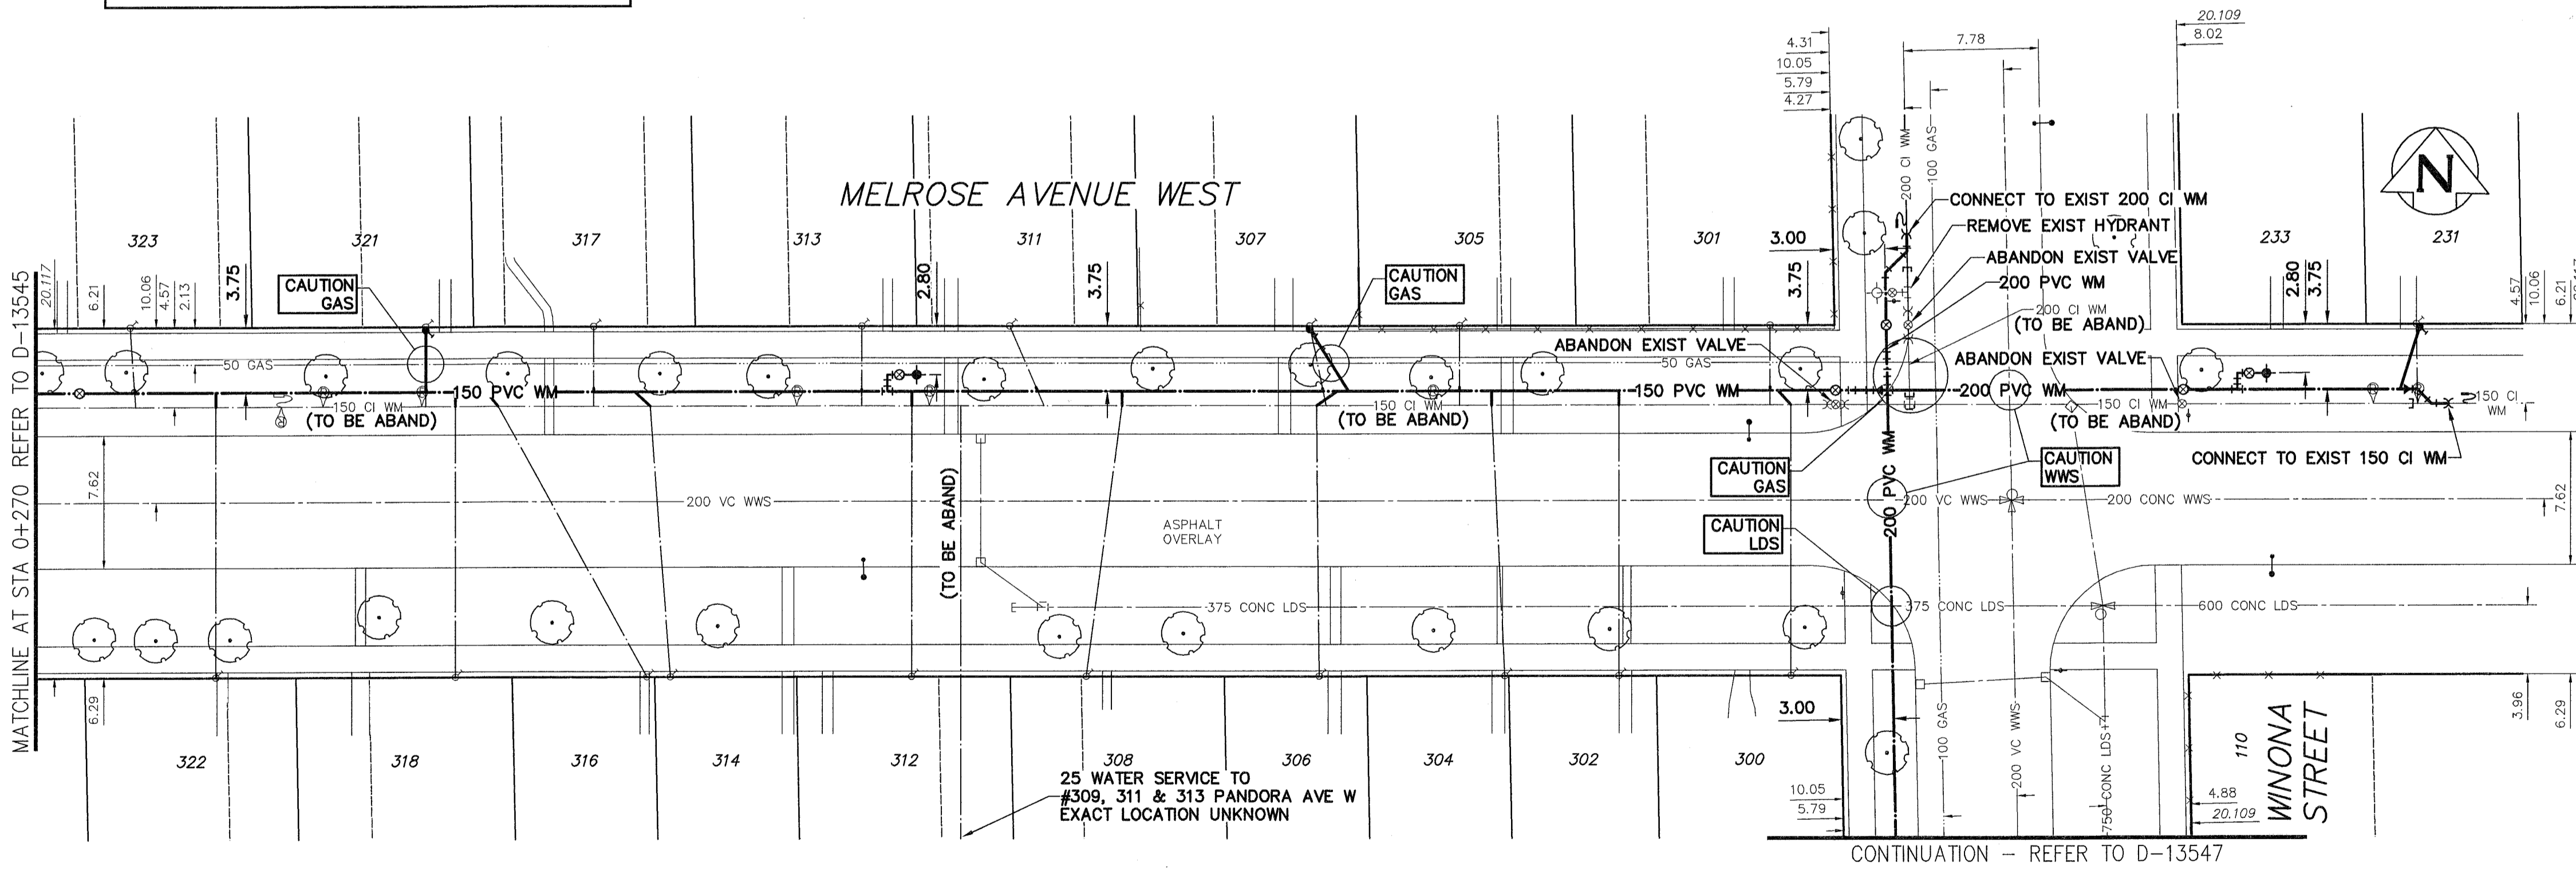 20.109
8.02
7.78
4.31
10.05
5.79
4.27
200 CI WM
100 GAS
MELROSE AVENUE WEST
N
CONNECT TO EXIST 200 CI WM
REMOVE EXIST HYDRANT
ABANDON EXIST VALVE
200 PVC WM
200 CI WM
(TO BE ABAND)
323
321
317
313
311
307
305
301
233
231
3.00
3.75
20.117
6.21
10.06
4.57
2.13
3.75
CAUTION
GAS
2.80
3.75
CAUTION
GAS
2.80
3.75
4.57
10.06
6.21
ABANDON EXIST VALVE
ABANDON EXIST VALVE
50 GAS
50 GAS
150 PVC WM
150 PVC WM
200 PVC WM
150 CI WM
(TO BE ABAND)
150 CI WM
(TO BE ABAND)
150 CI WM
(TO BE ABAND)
150 CI
WM
CONNECT TO EXIST 150 CI WM
MATCHLINE AT STA 0+270 REFER TO D-13545
7.62
200 VC WWS
(TO BE ABAND)
ASPHALT
OVERLAY
CAUTION
GAS
CAUTION
WWS
200 PVC WM
200 VC WWS
200 CONC WWS
7.62
CAUTION
LDS
375 CONC LDS
375 CONC LDS
600 CONC LDS
6.29
322
318
316
314
312
308
306
304
302
300
3.00
100 GAS
200 VC WWS
750 CONC LDS+4
110
WINONA
STREET
3.96
6.29
25 WATER SERVICE TO
#309, 311 & 313 PANDORA AVE W
EXACT LOCATION UNKNOWN
10.05
5.79
4.88
20.109
CONTINUATION - REFER TO D-13547